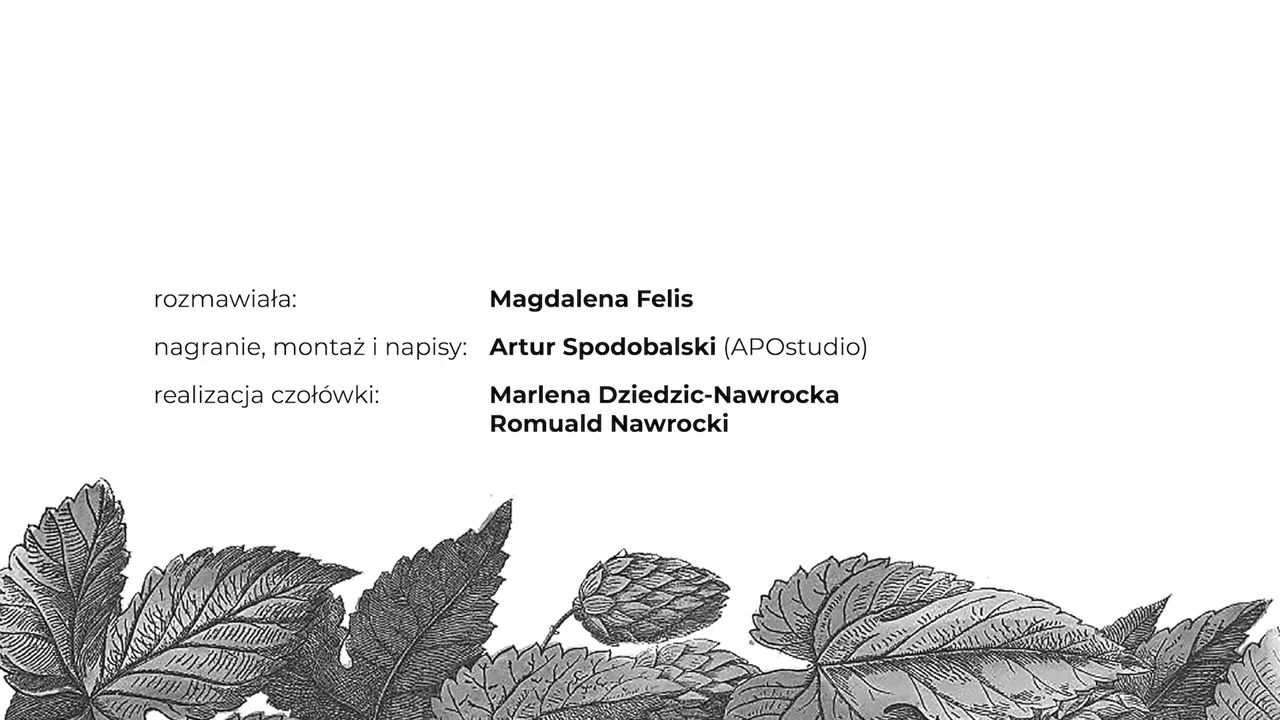 rozmawiała: Magdalena Felis
nagranie, montaż i napisy: Artur Spodobalski (APOstudio)
realizacja czołówki: Marlena Dziedzic-Nawrocka
Romuald Nawrocki